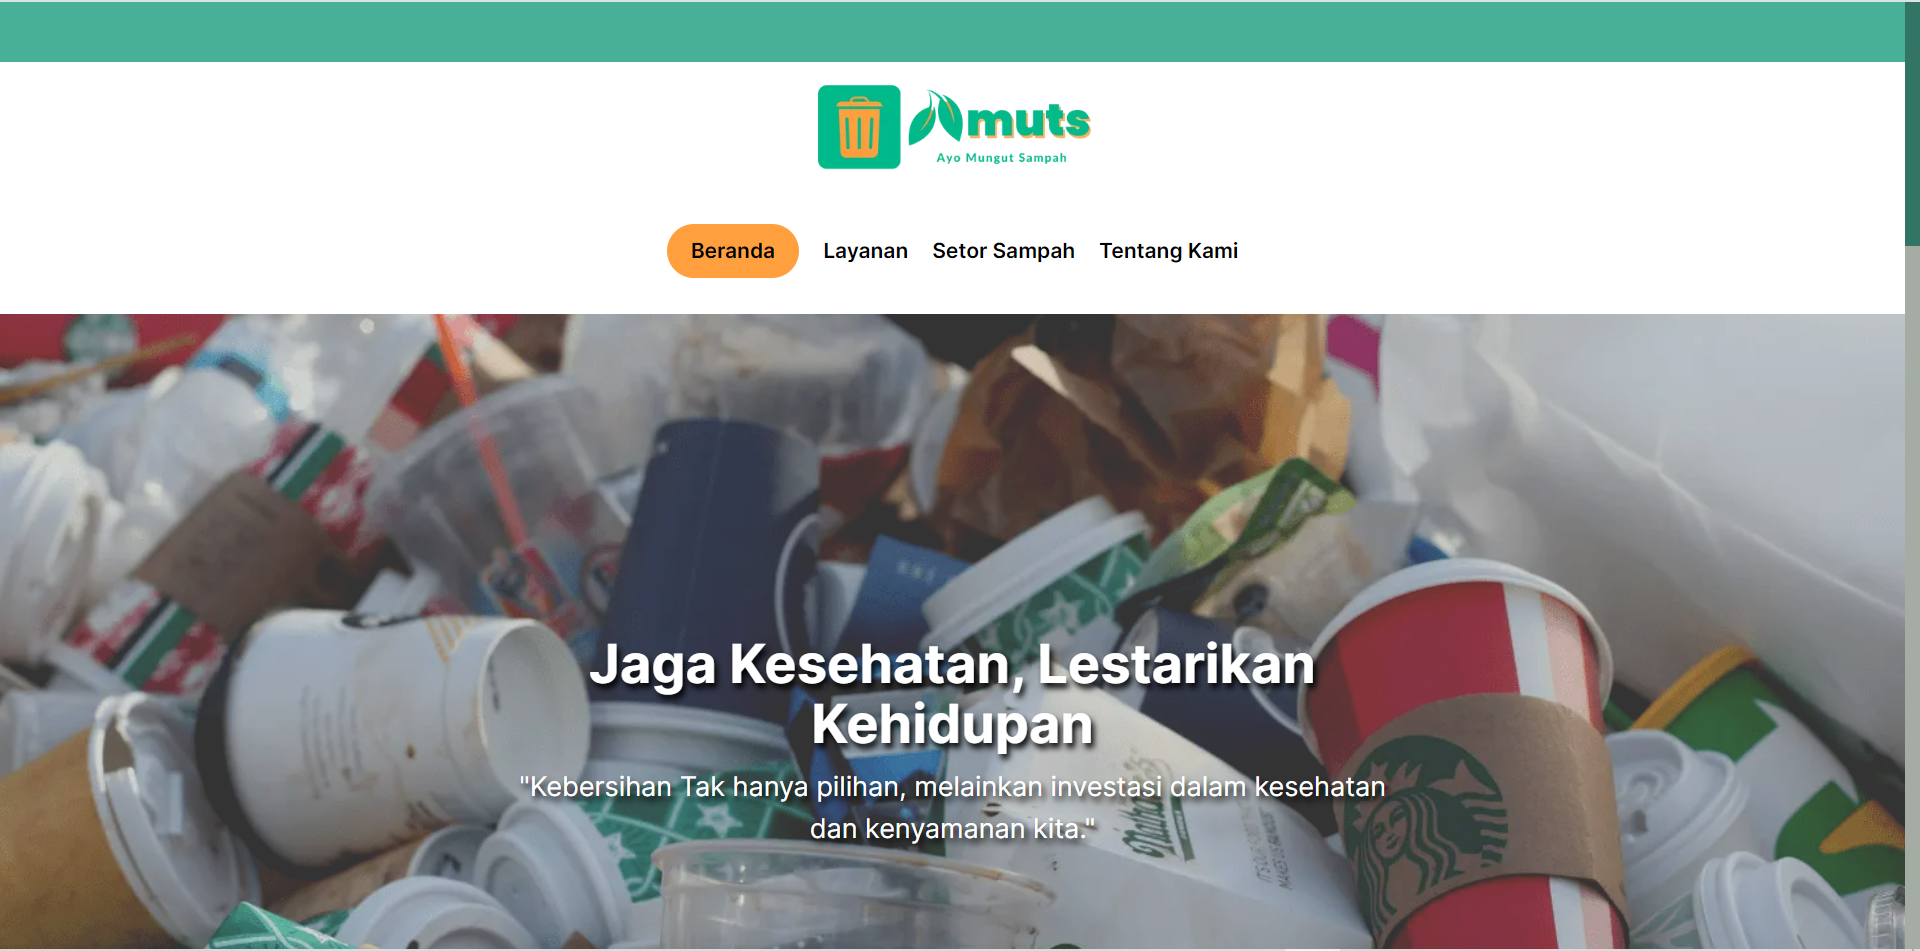 Amuts
Ayo Mungut Sampah
Beranda Layanan Setor Sampah Tentang Kami
Jaga Kesehatan, Lestarikan
Kehidupan
"Kebersihan Tak hanya pilihan, melainkan investasi dalam kesehatan
dan kenyamanan kita."